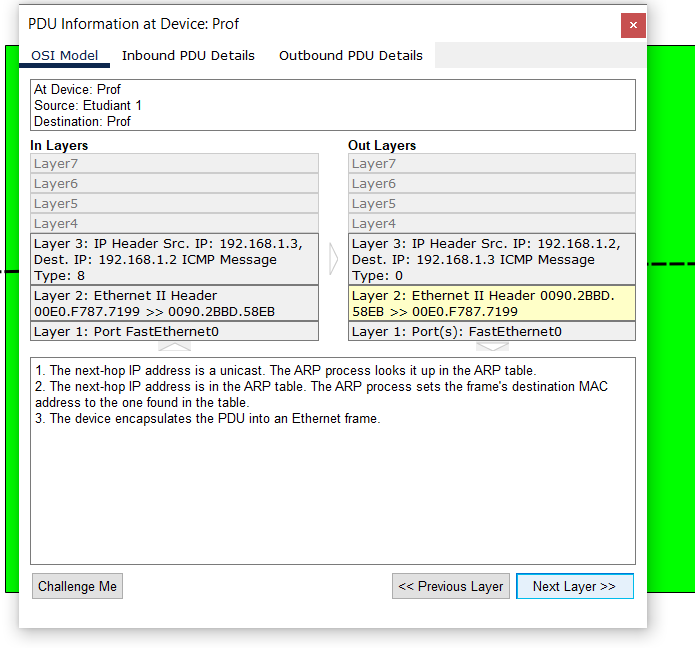 PDU Information at Device: Prof
OSI Model Inbound PDU Details Outbound PDU Details
At Device: Prof
Source: Etudiant 1
Destination: Prof
In Layers
Layer7
Layer6
Layer5
Layer4
Layer 3: IP Header Src. IP: 192.168.1.3,
Dest. IP: 192.168.1.2 ICMP Message
Type: 8
Layer 2: Ethernet II Header
00E0.F787.7199 >> 0090.2BBD.58EB
Layer 1: Port FastEthernet0
Out Layers
Layer7
Layer6
Layer5
Layer4
Layer 3: IP Header Src. IP: 192.168.1.2,
Dest. IP: 192.168.1.3 ICMP Message
Type: 0
Layer 2: Ethernet II Header 0090.2BBD.
58EB >> 00E0.F787.7199
Layer 1: Port(s): FastEthernet0
1. The next-hop IP address is a unicast. The ARP process looks it up in the ARP table.
2. The next-hop IP address is in the ARP table. The ARP process sets the frame's destination MAC
address to the one found in the table.
3. The device encapsulates the PDU into an Ethernet frame.
Challenge Me
<< Previous Layer
Next Layer >>